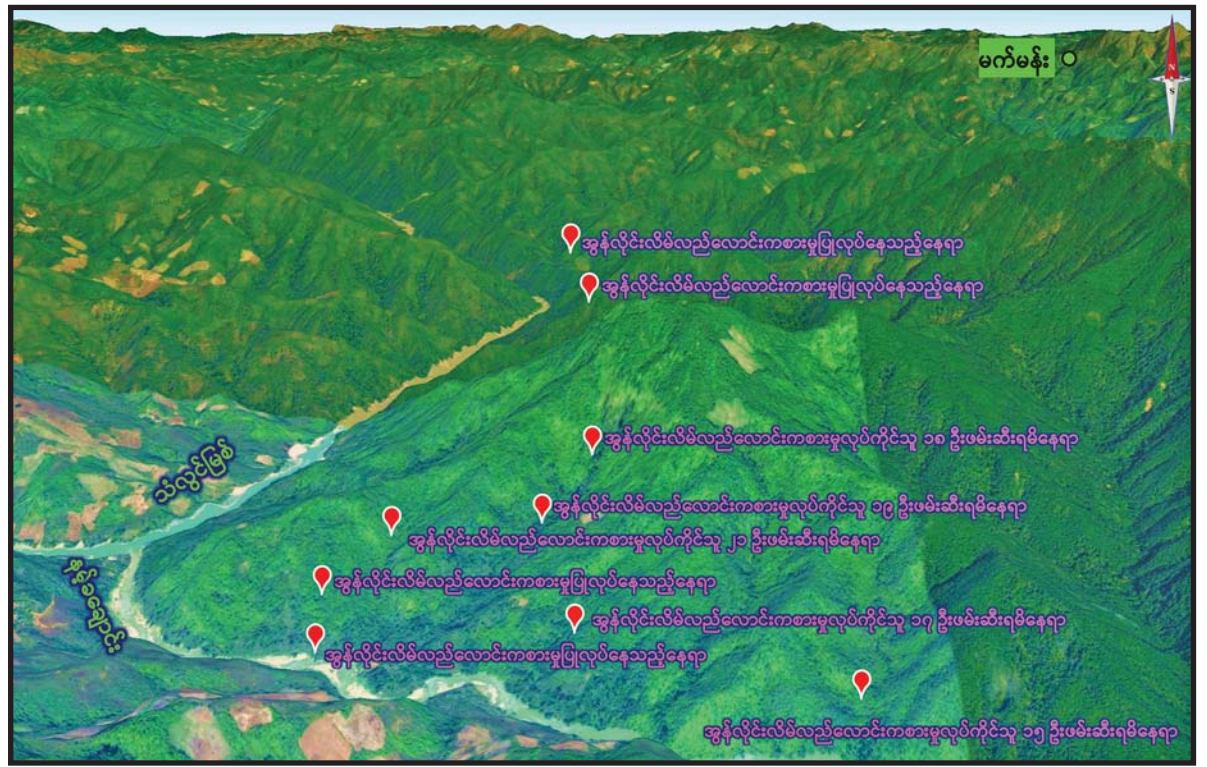 မက်မန်း
N
S
အွန်လိုင်းလိမ်လည်လောင်းကစားမှုပြုလုပ်နေသည့်နေရာ
အွန်လိုင်းလိမ်လည်လောင်းကစားမှုပြုလုပ်နေသည့်နေရာ
အွန်လိုင်းလိမ်လည်လောင်းကစားမှုလုပ်ကိုင်သူ ၁၈ ဦးဖမ်းဆီးရမိနေရာ
သံလွင်မြစ်
အွန်လိုင်းလိမ်လည်လောင်းကစားမှုလုပ်ကိုင်သူ ၁၉ ဦးဖမ်းဆီးရမိနေရာ
အွန်လိုင်းလိမ်လည်လောင်းကစားမှုလုပ်ကိုင်သူ ၂၁ ဦးဖမ်းဆီးရမိနေရာ
အွန်လိုင်းလိမ်လည်လောင်းကစားမှုပြုလုပ်နေသည့်နေရာ
အွန်လိုင်းလိမ်လည်လောင်းကစားမှုလုပ်ကိုင်သူ ၁၇ ဦးဖမ်းဆီးရမိနေရာ
အွန်လိုင်းလိမ်လည်လောင်းကစားမှုပြုလုပ်နေသည့်နေရာ
အွန်လိုင်းလိမ်လည်လောင်းကစားမှုလုပ်ကိုင်သူ ၁၅ ဦးဖမ်းဆီးရမိနေရာ